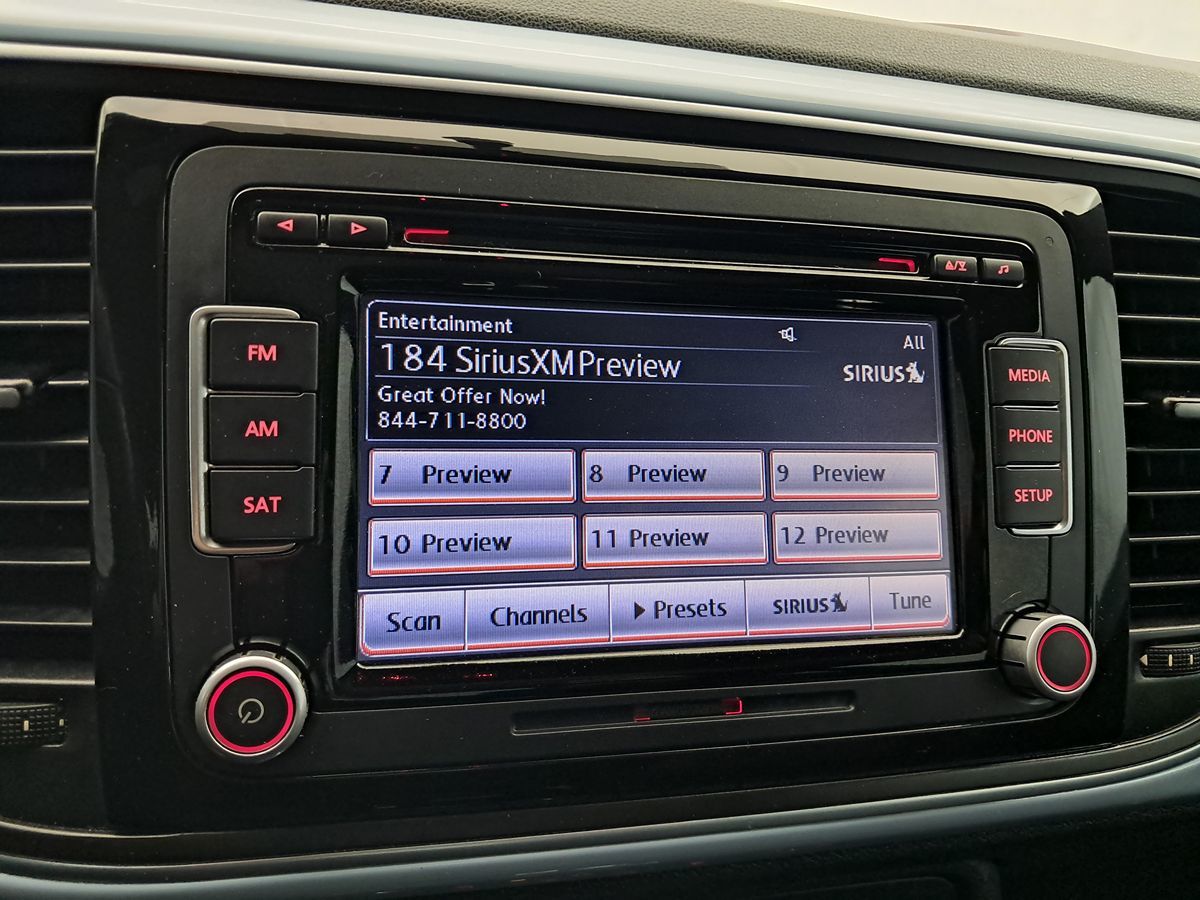 FM
AM
SAT
Entertainment
All
184 SiriusXMPreview
SIRIUS
Great Offer Now!
844-711-8800
7 Preview
8 Preview
9 Preview
10 Preview
11 Preview
12 Preview
Scan
Channels
Presets
SIRIUS
Tune
MEDIA
PHONE
SETUP